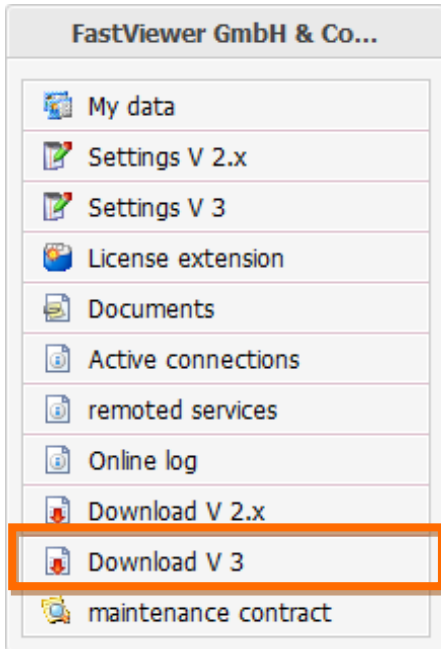 FastViewer GmbH & Co...
My data
Settings V 2.x
Settings V 3
License extension
Documents
Active connections
remoted services
Online log
Download V 2.x
Download V 3
maintenance contract